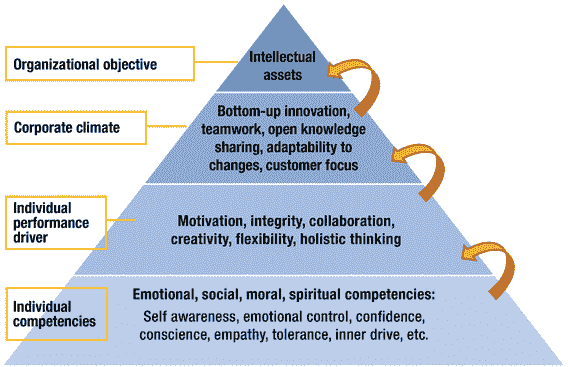 Organizational objective
Intellectual
assets
Corporate climate
Bottom-up innovation,
teamwork, open knowledge
sharing, adaptability to
changes, customer focus
Individual
performance
driver
Motivation, integrity, collaboration,
creativity, flexibility, holistic thinking
Individual
competencies
Emotional, social, moral, spiritual competencies:
Self awareness, emotional control, confidence,
conscience, empathy, tolerance, inner drive, etc.